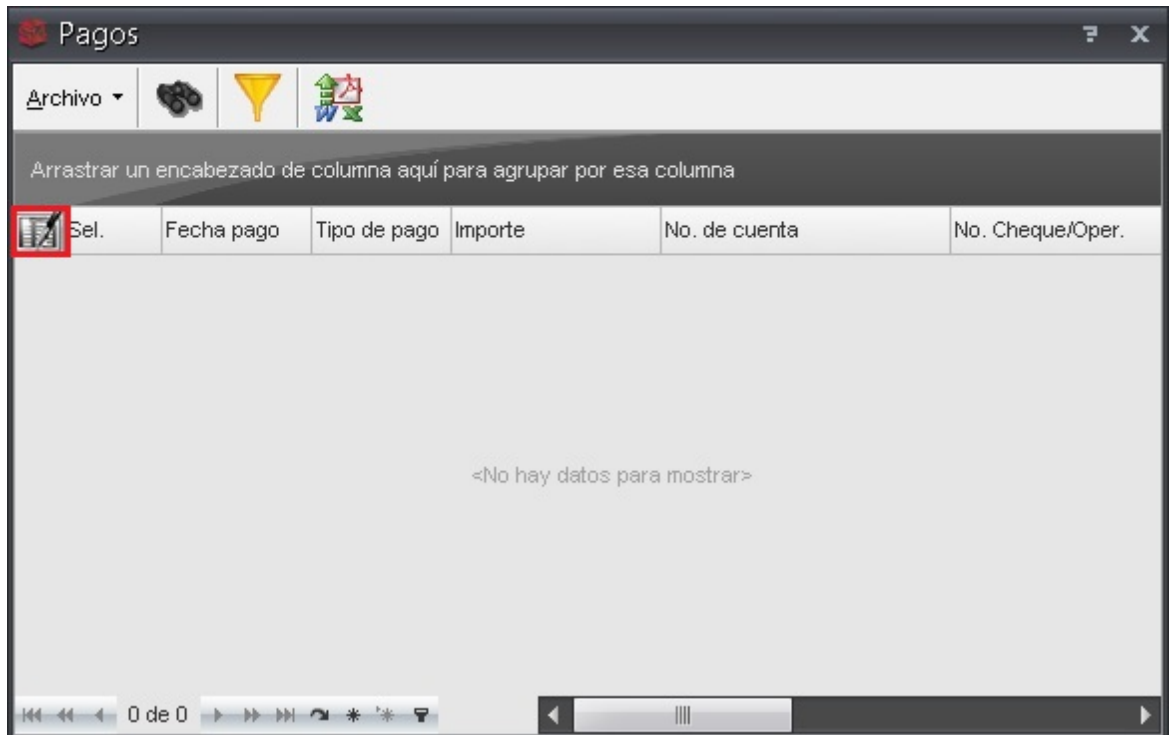 Pagos
Archivo
Arrastrar un encabezado de columna aquí para agrupar por esa columna
Sel. Fecha pago Tipo de pago Importe No. de cuenta No. Cheque/Oper.
<No hay datos para mostrar>
0 de 0